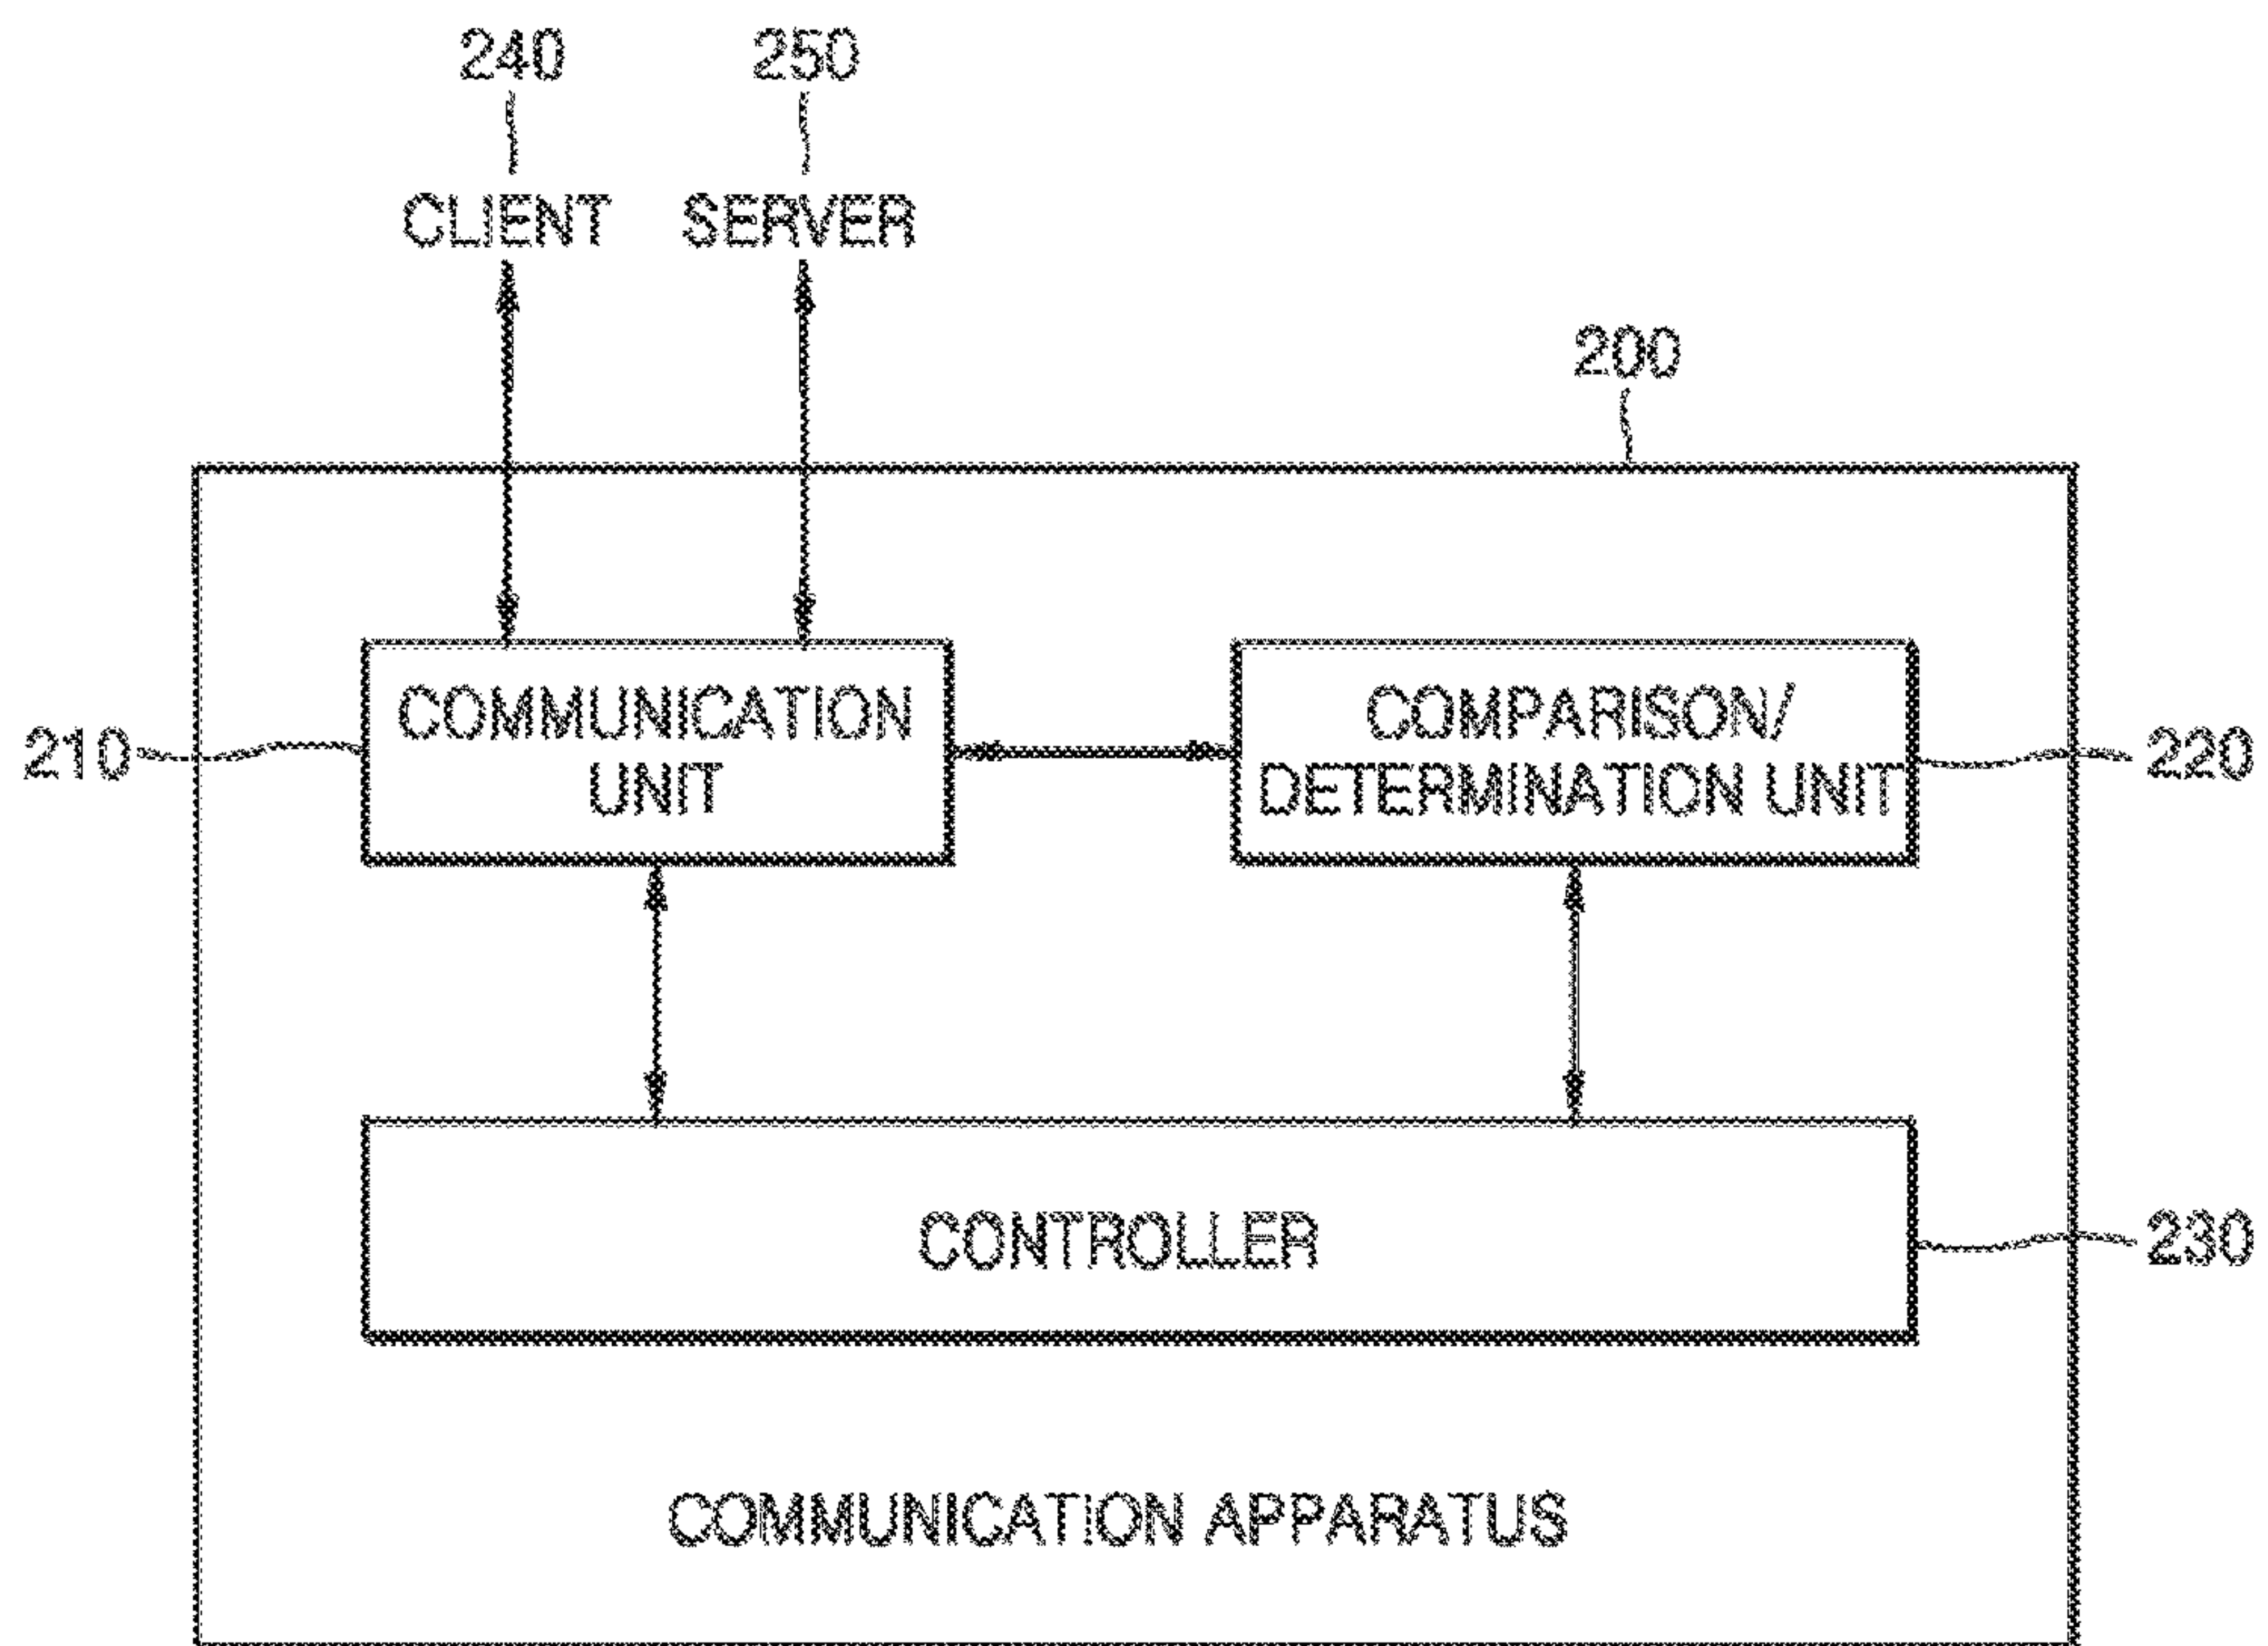 240 250
CLIENT SERVER
200
210
COMMUNICATION
UNIT
COMPARISON/
DETERMINATION UNIT
220
CONTROLLER
230
COMMUNICATION APPARATUS